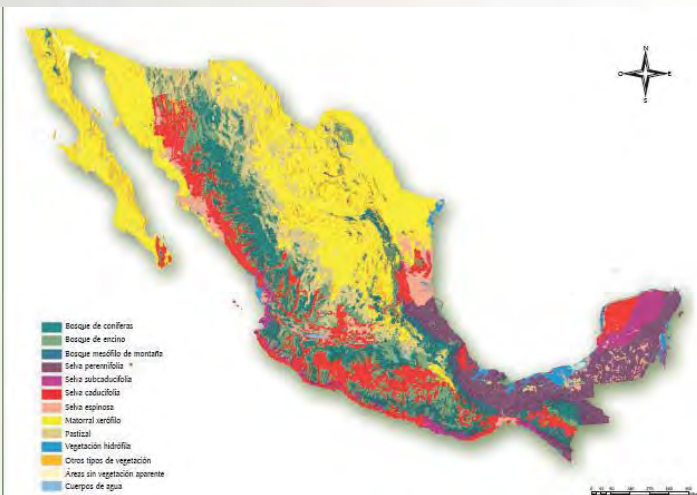 N
O E
S
Bosque de coníferas
Bosque de encino
Bosque mesófilo de montaña
Selva perennifolia *
Selva subcaducifolia
Selva caducifolia
Selva espinosa
Matorral xerófilo
Pastizal
Vegetación hidrófila
Otros tipos de vegetación
Áreas sin vegetación aparente
Cuerpos de agua